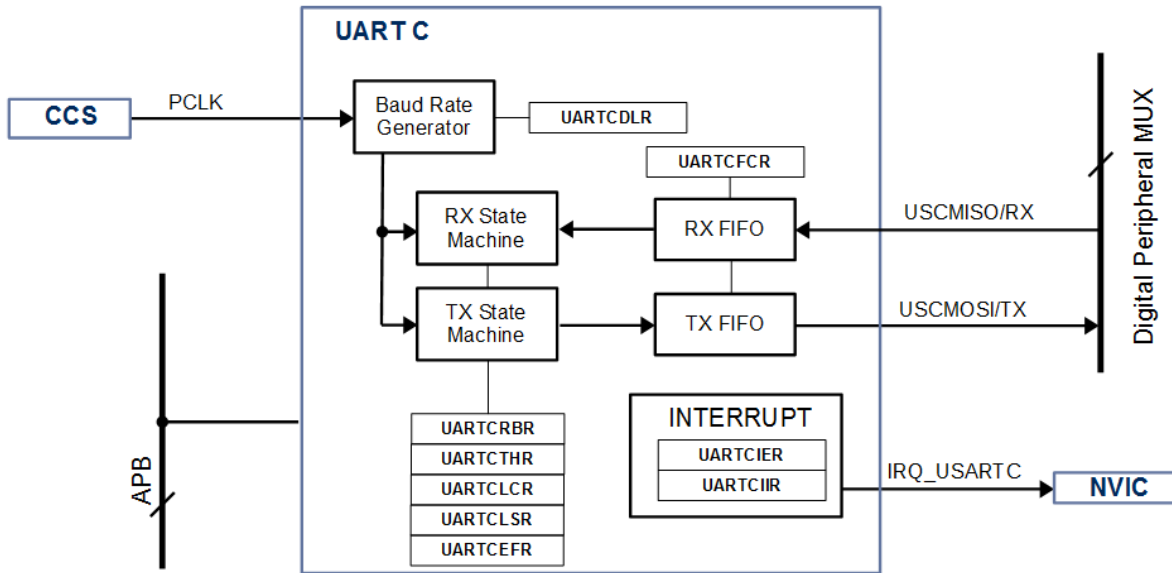 UART C
CCS
PCLK
Baud Rate
Generator
UARTCDLR
UARTCFCR
RX State
Machine
RX FIFO
USCMISO/RX
TX State
Machine
TX FIFO
USCMOSI/TX
Digital Peripheral MUX
APB
UARTCRBR
UARTCTHR
UARTCLCR
UARTCLSR
UARTCEFR
INTERRUPT
UARTCIER
UARTCIIR
IRQ_USARTC
NVIC